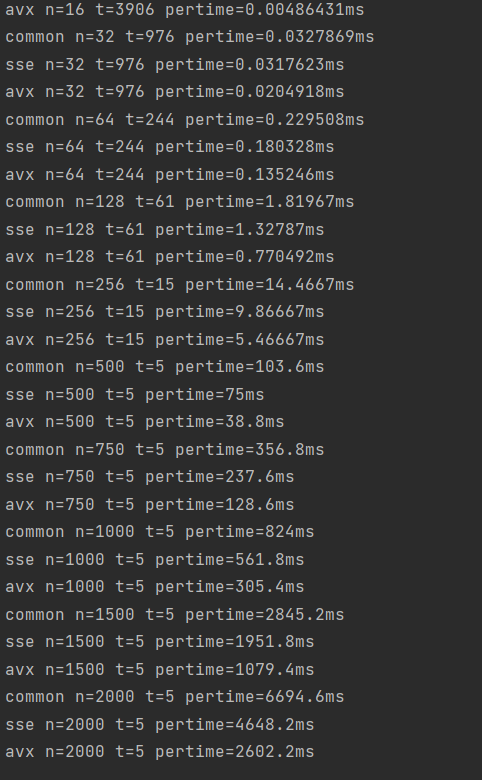 avx n=16 t=3906 pertime=0.00486431ms
common n=32 t=976 pertime=0.0327869ms
sse n=32 t=976 pertime=0.0317623ms
avx n=32 t=976 pertime=0.0204918ms
common n=64 t=244 pertime=0.229508ms
sse n=64 t=244 pertime=0.180328ms
avx n=64 t=244 pertime=0.135246ms
common n=128 t=61 pertime=1.81967ms
sse n=128 t=61 pertime=1.32787ms
avx n=128 t=61 pertime=0.770492ms
common n=256 t=15 pertime=14.4667ms
sse n=256 t=15 pertime=9.86667ms
avx n=256 t=15 pertime=5.46667ms
common n=500 t=5 pertime=103.6ms
sse n=500 t=5 pertime=75ms
avx n=500 t=5 pertime=38.8ms
common n=750 t=5 pertime=356.8ms
sse n=750 t=5 pertime=237.6ms
avx n=750 t=5 pertime=128.6ms
common n=1000 t=5 pertime=824ms
sse n=1000 t=5 pertime=561.8ms
avx n=1000 t=5 pertime=305.4ms
common n=1500 t=5 pertime=2845.2ms
sse n=1500 t=5 pertime=1951.8ms
avx n=1500 t=5 pertime=1079.4ms
common n=2000 t=5 pertime=6694.6ms
sse n=2000 t=5 pertime=4648.2ms
avx n=2000 t=5 pertime=2602.2ms